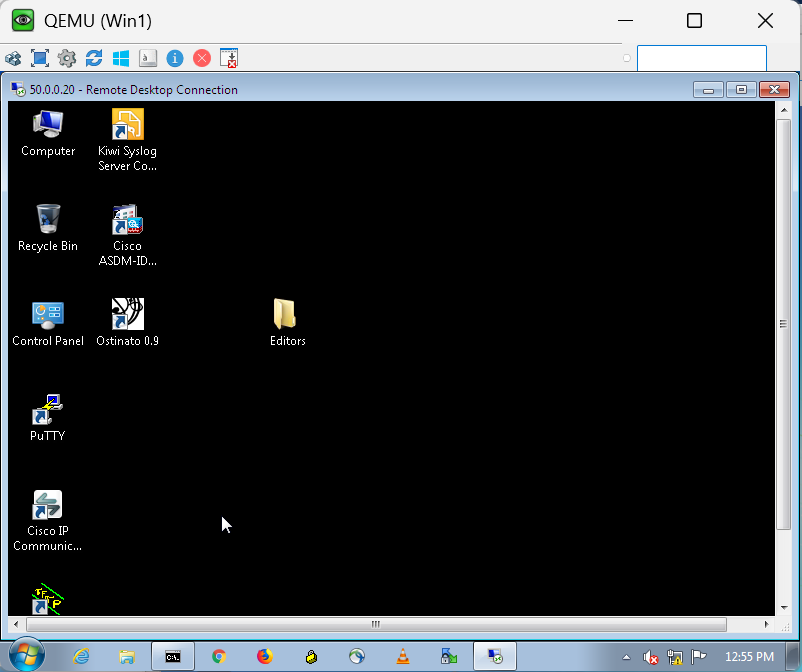 QEMU (Win1)
50.0.0.20 - Remote Desktop Connection
Computer
Kiwi Syslog
Server Co...
Recycle Bin
Cisco
ASDM-ID...
Control Panel
Ostinato 0.9
Editors
PuTTY
Cisco IP
Communic...
12:55 PM